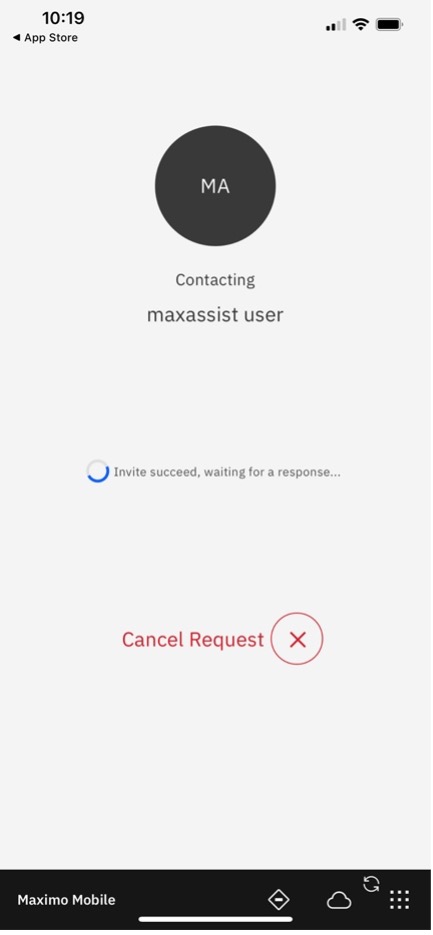 10:19
◀ App Store
MA
Contacting
maxassist user
Invite succeed, waiting for a response...
Cancel Request
Maximo Mobile